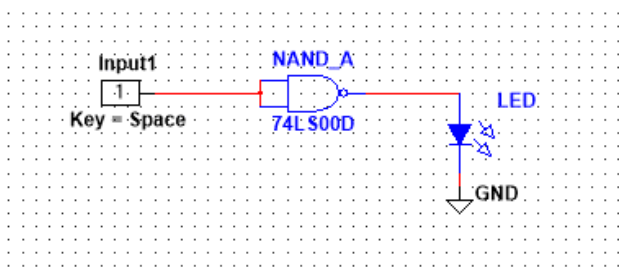 Input1
1
Key = Space
NAND_A
74LS00D
LED
GND